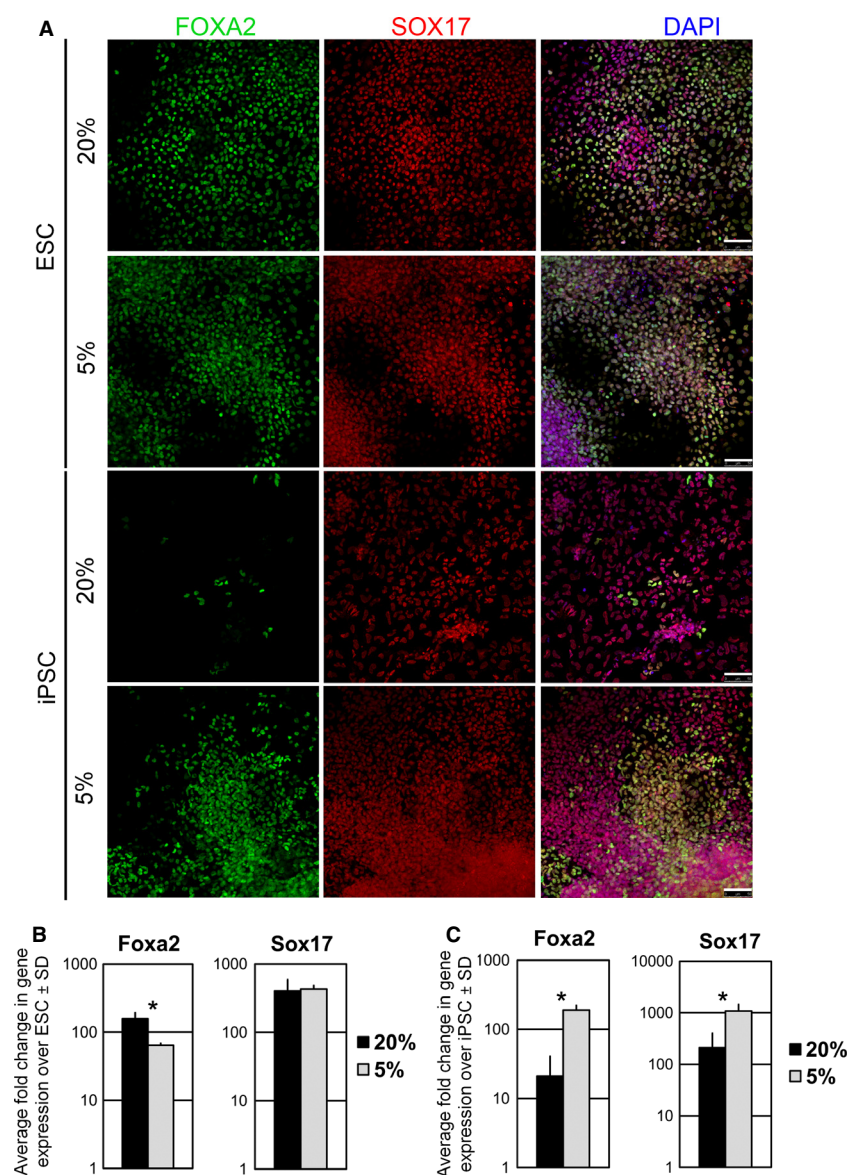 A
FOXA2 SOX17 DAPI
ESC
20%
5%
iPSC
20%
5%
B
Foxa2 Sox17
Average fold change in gene
expression over ESC ± SD
1000
100
10
1
*
1000
100
10
1
20%
5%
C
Foxa2 Sox17
Average fold change in gene
expression over iPSC ± SD
1000
100
10
1
*
10000
1000
100
10
1
*
20%
5%